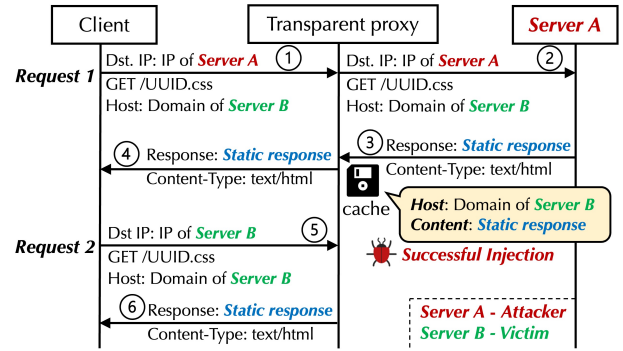 Client
Transparent proxy
Server A
Request 1
Dst. IP: IP of Server A
1
GET /UUID.css
Host: Domain of Server B
Dst. IP: IP of Server A
2
GET /UUID.css
Host: Domain of Server B
3
Response: Static response
Content-Type: text/html
4
Response: Static response
Content-Type: text/html
cache
Host: Domain of Server B
Content: Static response
Request 2
Dst IP: IP of Server B
5
GET /UUID.css
Host: Domain of Server B
Successful Injection
6
Response: Static response
Content-Type: text/html
Server A - Attacker
Server B - Victim